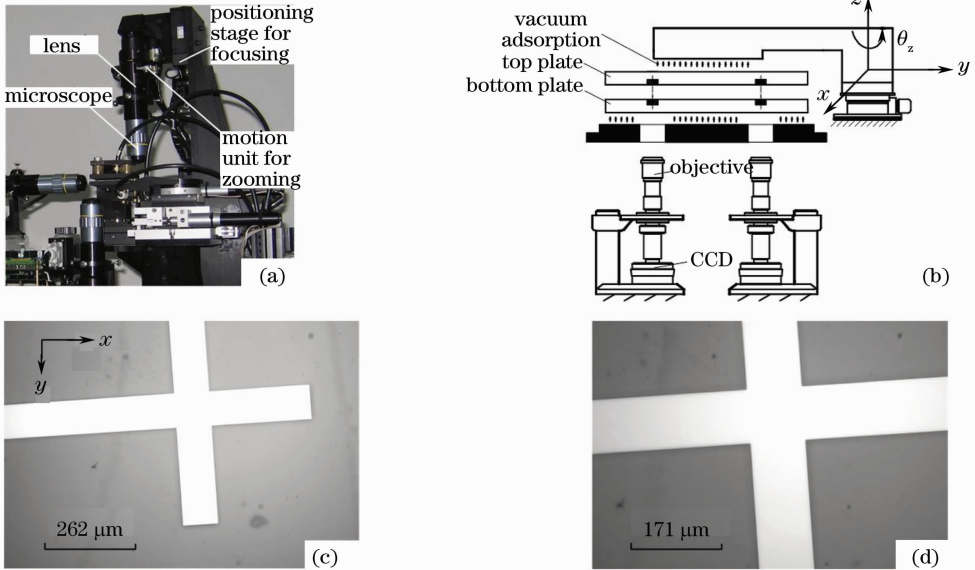 positioning
stage for
focusing
lens
microscope
motion
unit for
zooming
(a)
vacuum
adsorption
top plate
bottom plate
z
θz
y
x
objective
CCD
(b)
x
y
262 μm
(c)
171 μm
(d)